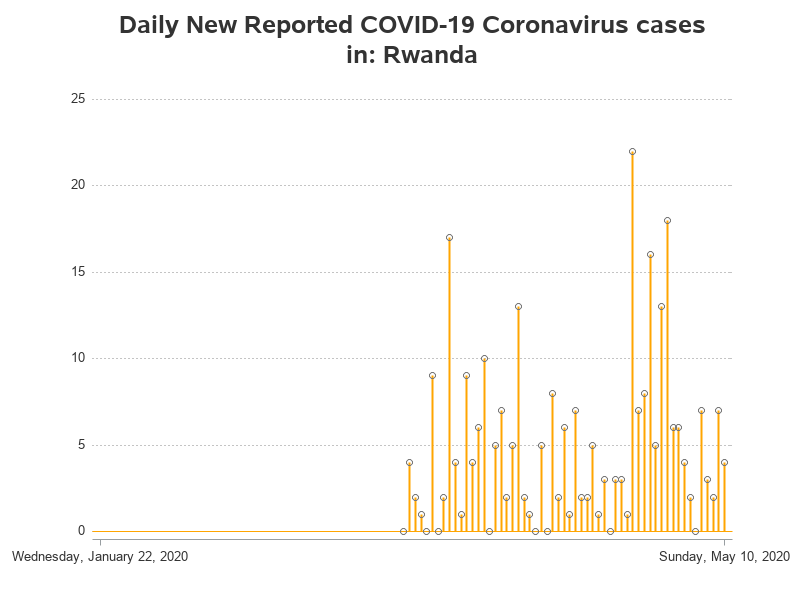 Daily New Reported COVID-19 Coronavirus cases
in: Rwanda
25
20
15
10
5
0
Wednesday, January 22, 2020
Sunday, May 10, 2020